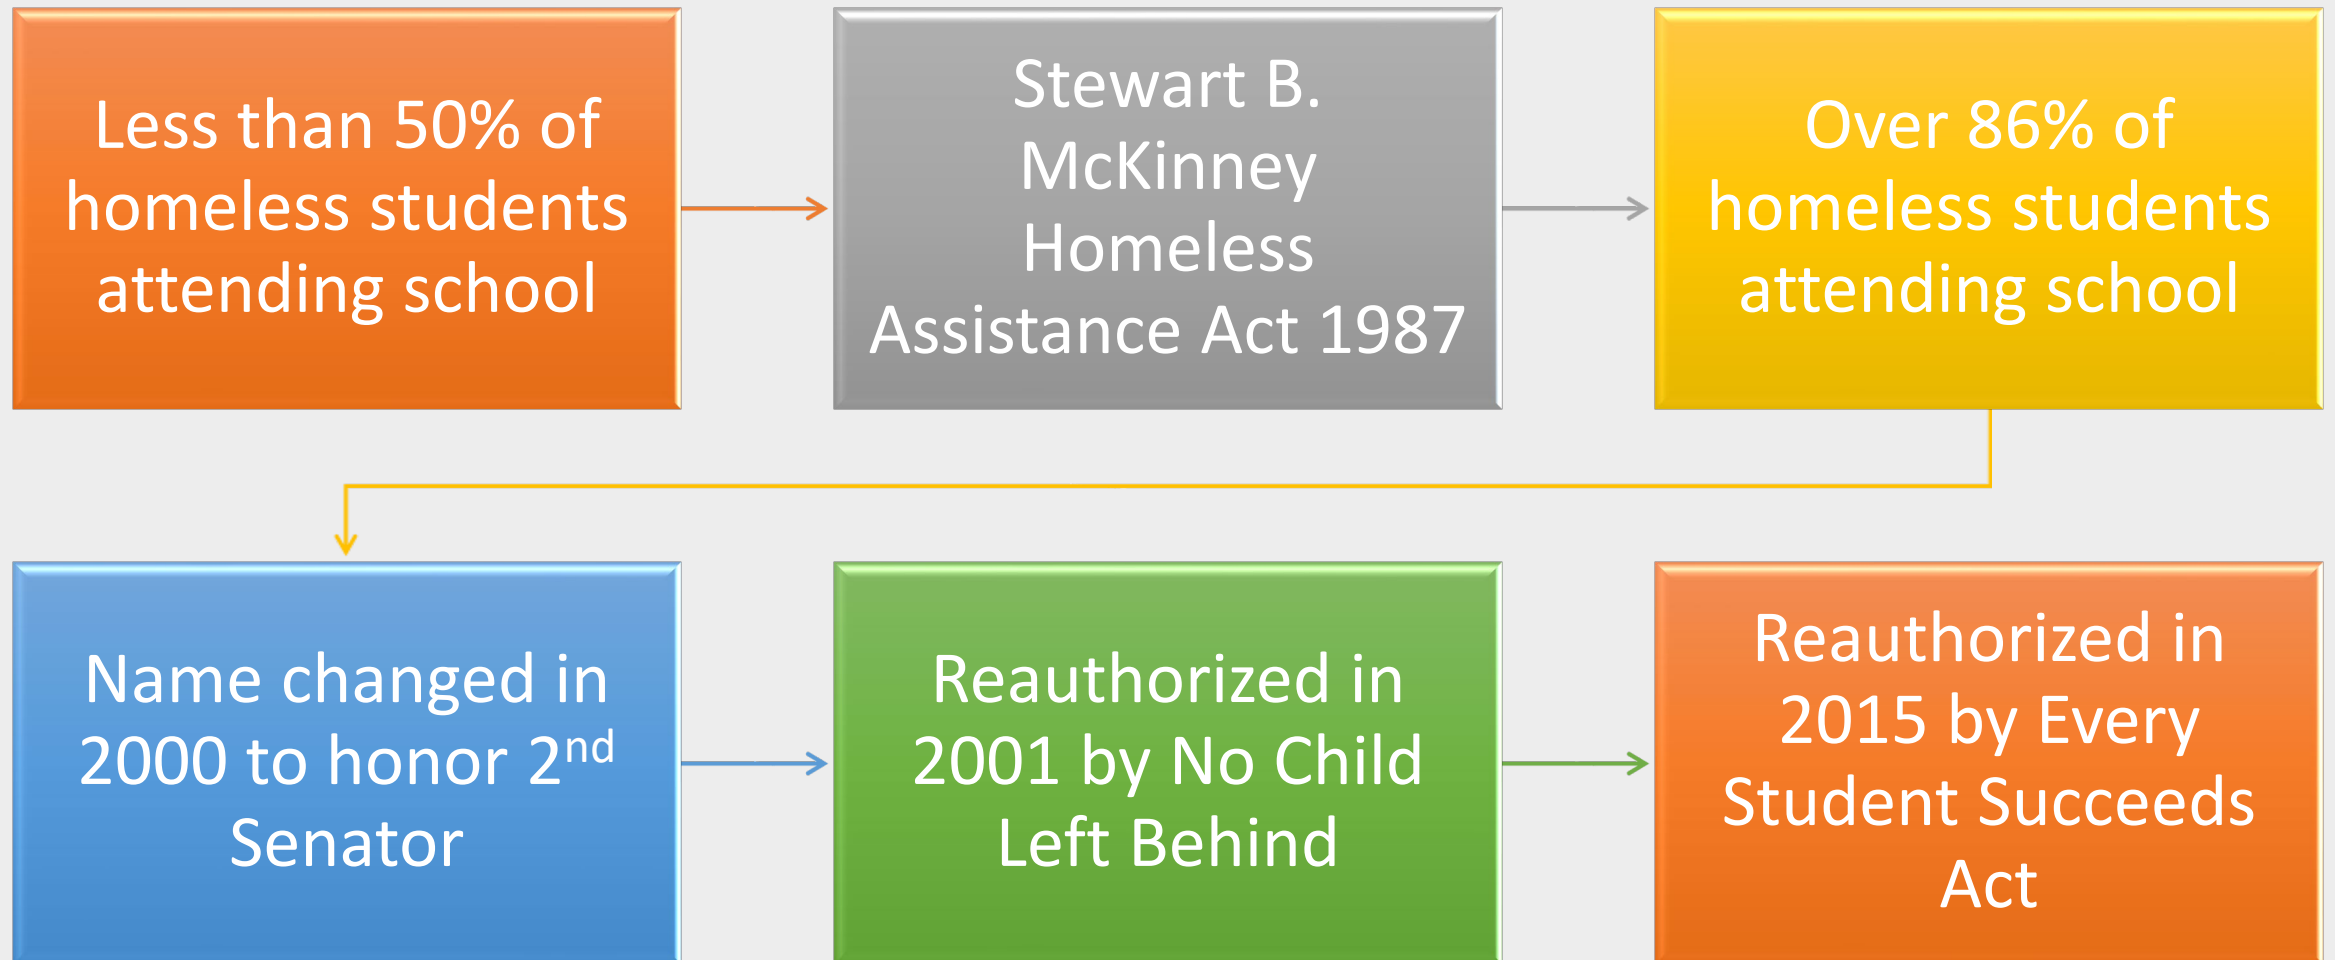 Less than 50% of
homeless students
attending school
Stewart B.
McKinney
Homeless
Assistance Act 1987
Over 86% of
homeless students
attending school
Name changed in
2000 to honor 2nd
Senator
Reauthorized in
2001 by No Child
Left Behind
Reauthorized in
2015 by Every
Student Succeeds
Act